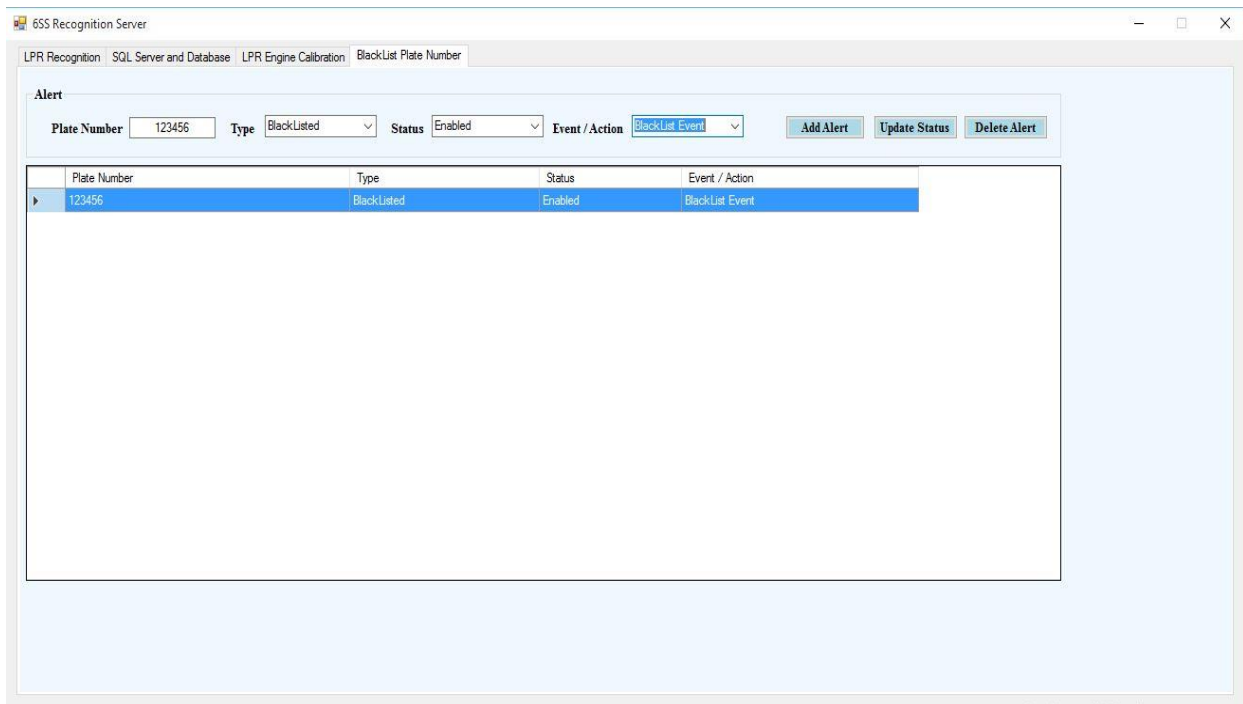 6SS Recognition Server
LPR Recognition SQL Server and Database LPR Engine Calibration BlackList Plate Number
Alert
Plate Number 123456 Type BlackListed Status Enabled Event / Action BlackList Event Add Alert Update Status Delete Alert
Plate Number Type Status Event / Action
123456 BlackListed Enabled BlackList Event